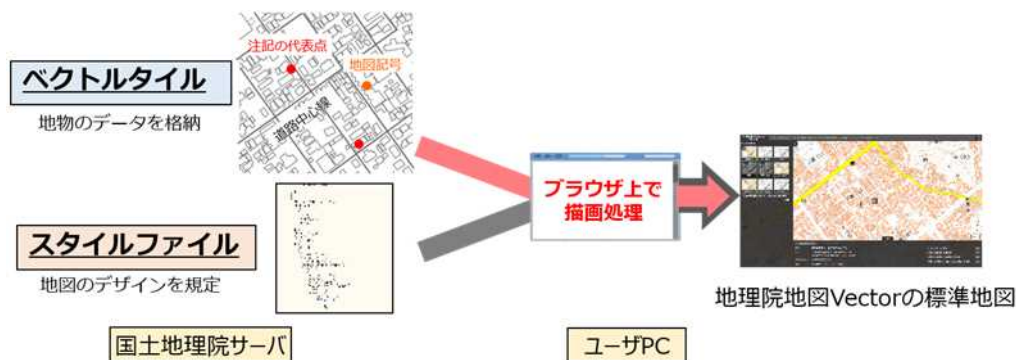 ベクトルタイル
地物のデータを格納
注記の代表点
地図記号
道路中心線
スタイルファイル
地図のデザインを規定
国土地理院サーバ
ブラウザ上で
描画処理
ユーザPC
地理院地図Vectorの標準地図